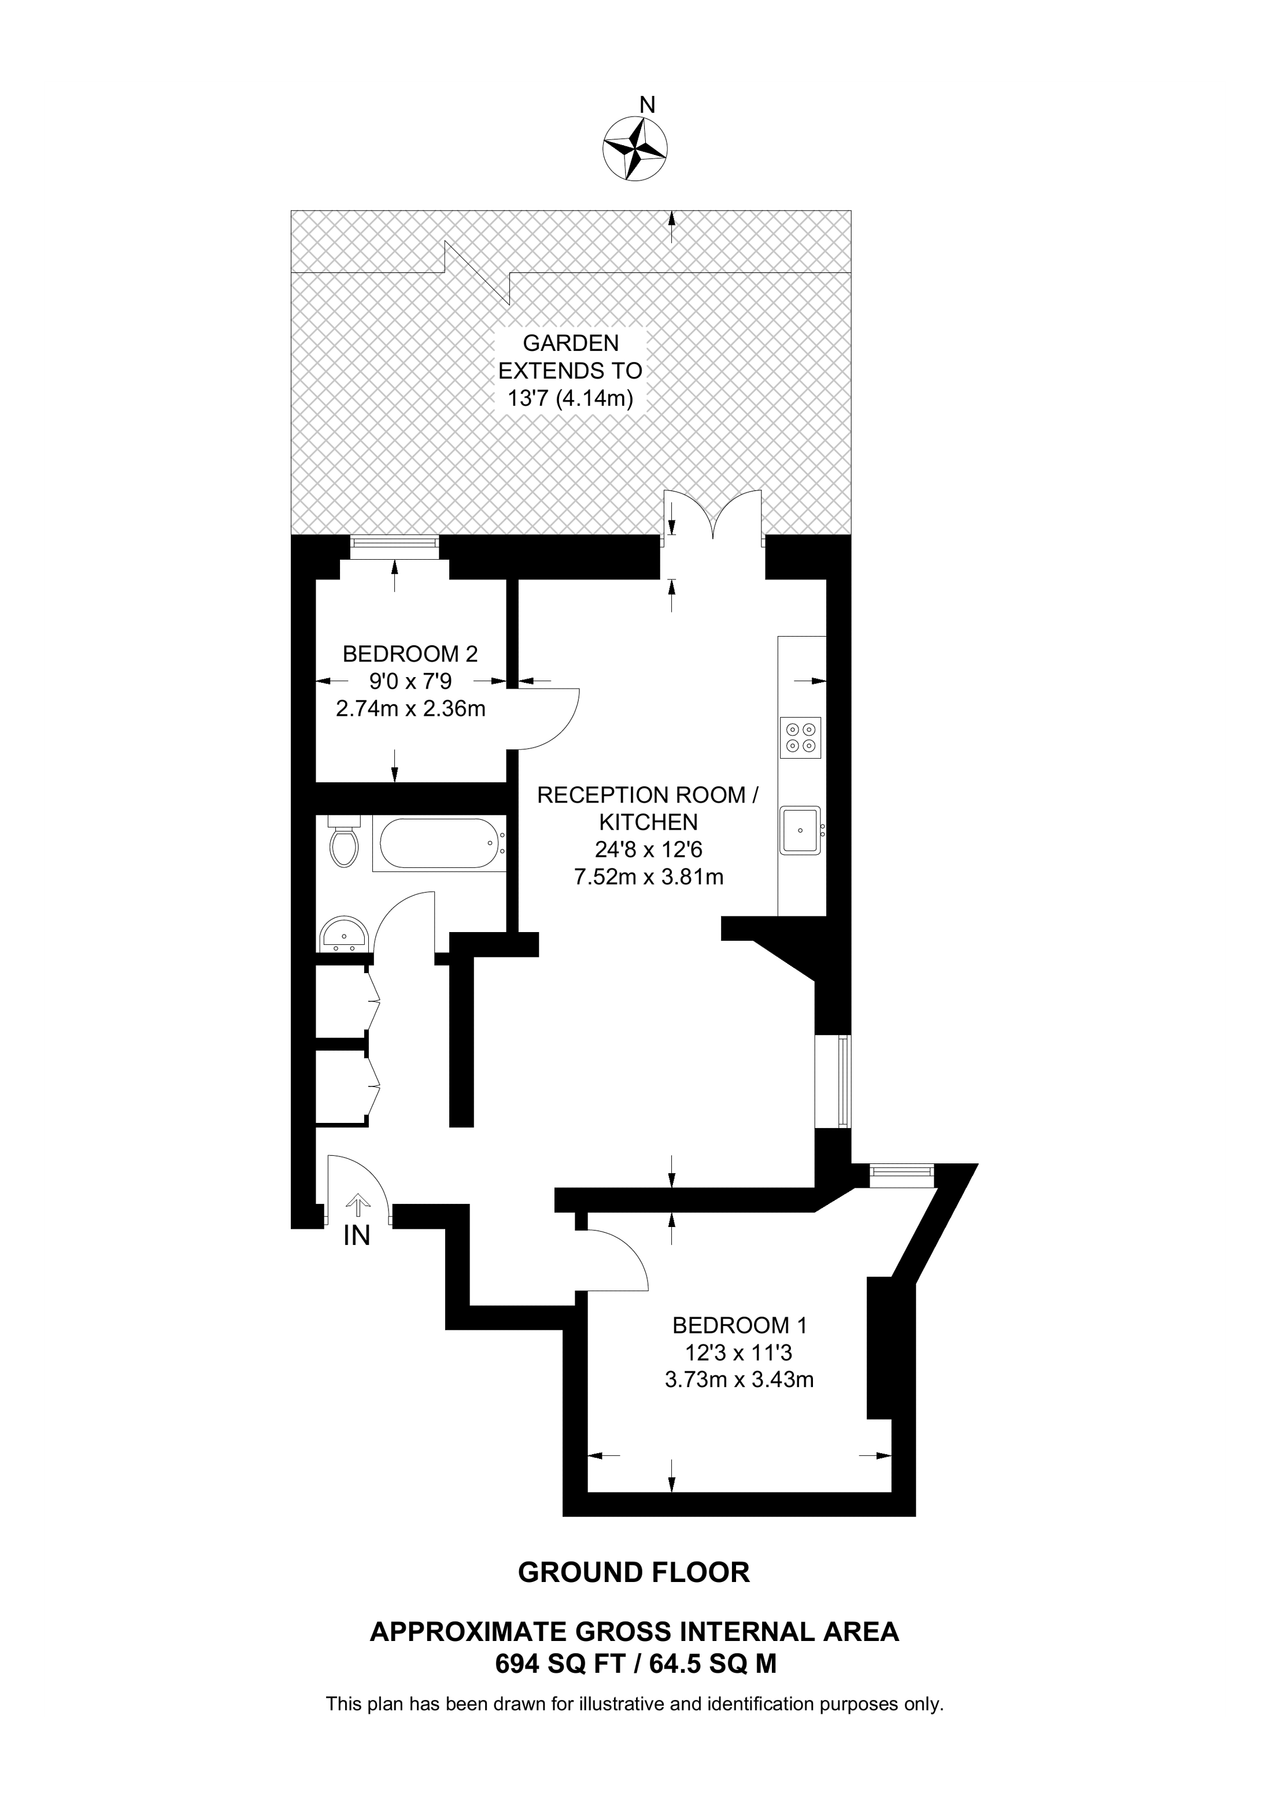 N
GARDEN
EXTENDS TO
13'7 (4.14m)
BEDROOM 2
9'0 x 7'9
2.74m x 2.36m
RECEPTION ROOM /
KITCHEN
24'8 x 12'6
7.52m x 3.81m
IN
BEDROOM 1
12'3 x 11'3
3.73m x 3.43m
GROUND FLOOR
APPROXIMATE GROSS INTERNAL AREA
694 SQ FT / 64.5 SQ M
This plan has been drawn for illustrative and identification purposes only.